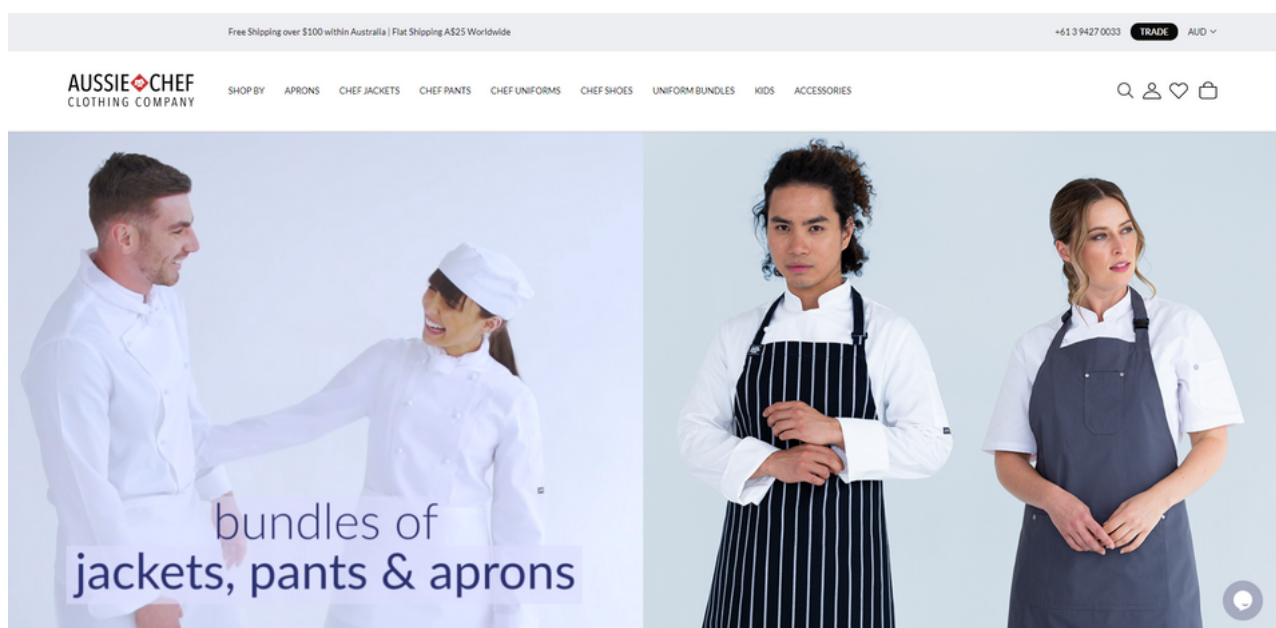 Free Shipping over $100 within Australia | Flat Shipping A$25 Worldwide
+61 3 9427 0033
TRADE
AUD
AUSSIE CHEF
CLOTHING COMPANY
SHOP BY
APRONS
CHEF JACKETS
CHEF PANTS
CHEF UNIFORMS
CHEF SHOES
UNIFORM BUNDLES
KIDS
ACCESSORIES
bundles of
jackets, pants & aprons